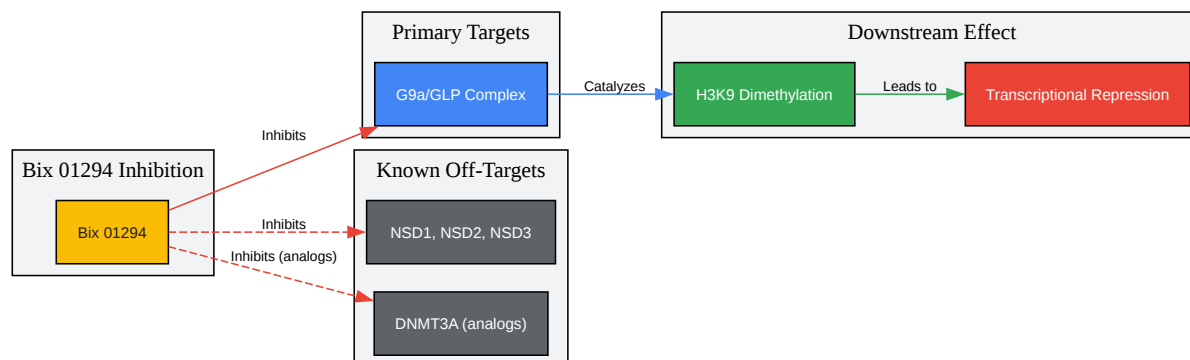 Primary Targets
Downstream Effect
G9a/GLP Complex
Catalyzes
H3K9 Dimethylation
Leads to
Transcriptional Repression
Inhibits
Bix 01294 Inhibition
Known Off-Targets
Bix 01294
Inhibits
NSD1, NSD2, NSD3
Inhibits (analogs)
DNMT3A (analogs)